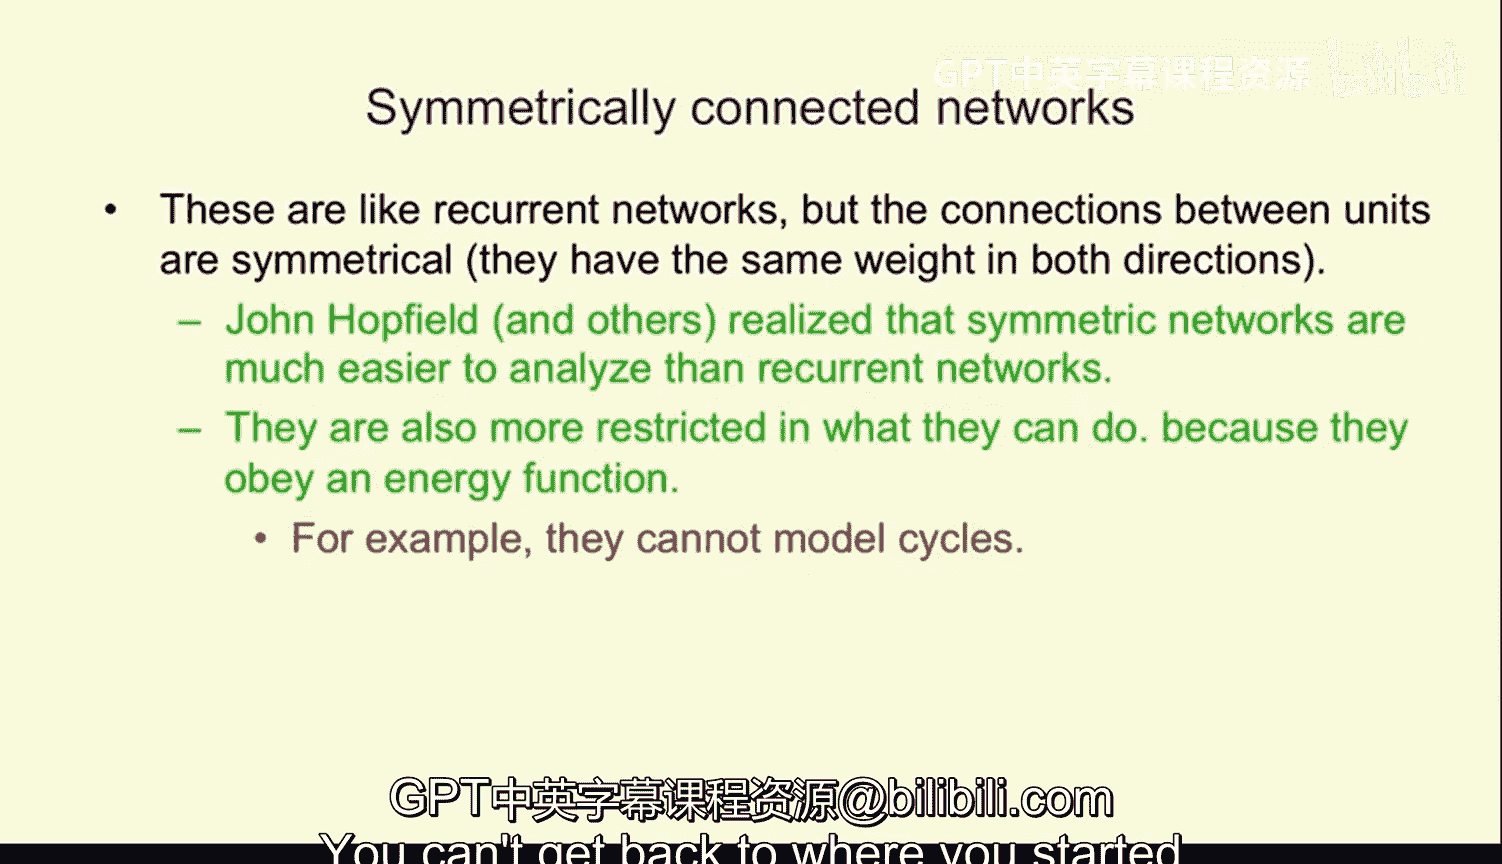 GPT中英字幕课程资源 bilibili
Symmetrically connected networks
• These are like recurrent networks, but the connections between units
are symmetrical (they have the same weight in both directions).
– John Hopfield (and others) realized that symmetric networks are
much easier to analyze than recurrent networks.
– They are also more restricted in what they can do. because they
obey an energy function.
• For example, they cannot model cycles.
GPT中英字幕课程资源@bilibili.com
You can't get back to where you started